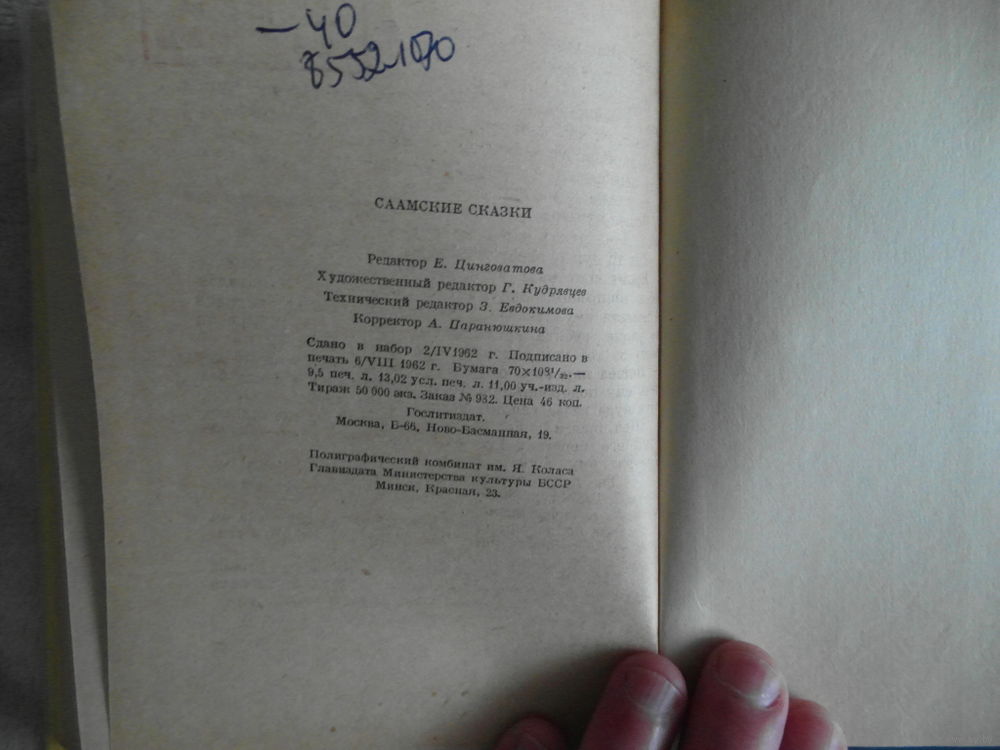 —40
СААМСКИЕ СКАЗКИ
Редактор Е. Цинговатова
Художественный редактор Г. Кудрявцев
Технический редактор З. Евдокимова
Корректор А. Паранюшкина
Сдано в набор 2/IV1962 г. Подписано в
печать 6/VIII 1962 г. Бумага 70×108¹/₃₂.—
9,5 печ. л. 13,02 усл. печ. л. 11,00 уч.-изд. л.
Тираж 50 000 экз. Заказ № 932. Цена 46 коп.
Гослитиздат.
Москва, Б-66, Ново-Басманная, 19.
Полиграфический комбинат им. Я. Коласа
Главиздата Министерства культуры БССР
Минск, Красная, 23.